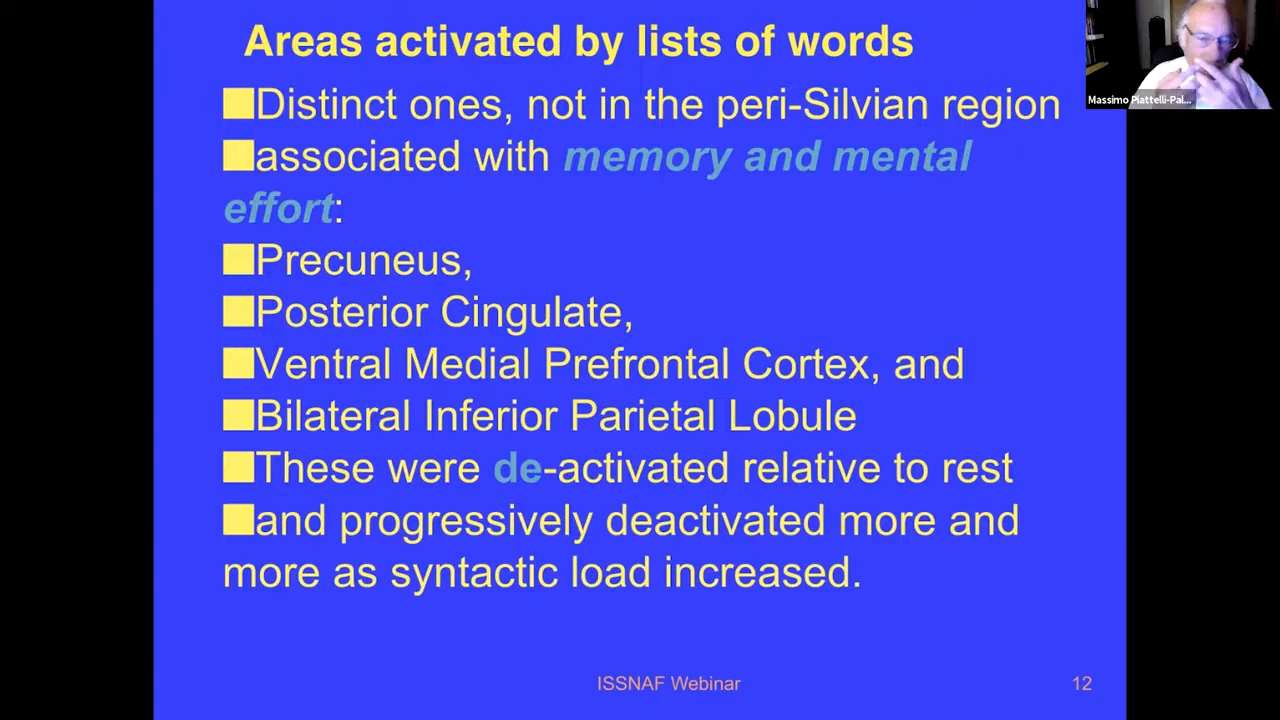 Areas activated by lists of words
Massimo Piattelli-Pal...
■Distinct ones, not in the peri-Silvian region
■associated with memory and mental
effort:
■Precuneus,
■Posterior Cingulate,
■Ventral Medial Prefrontal Cortex, and
■Bilateral Inferior Parietal Lobule
■These were de-activated relative to rest
■and progressively deactivated more and
more as syntactic load increased.
ISSNAF Webinar
12